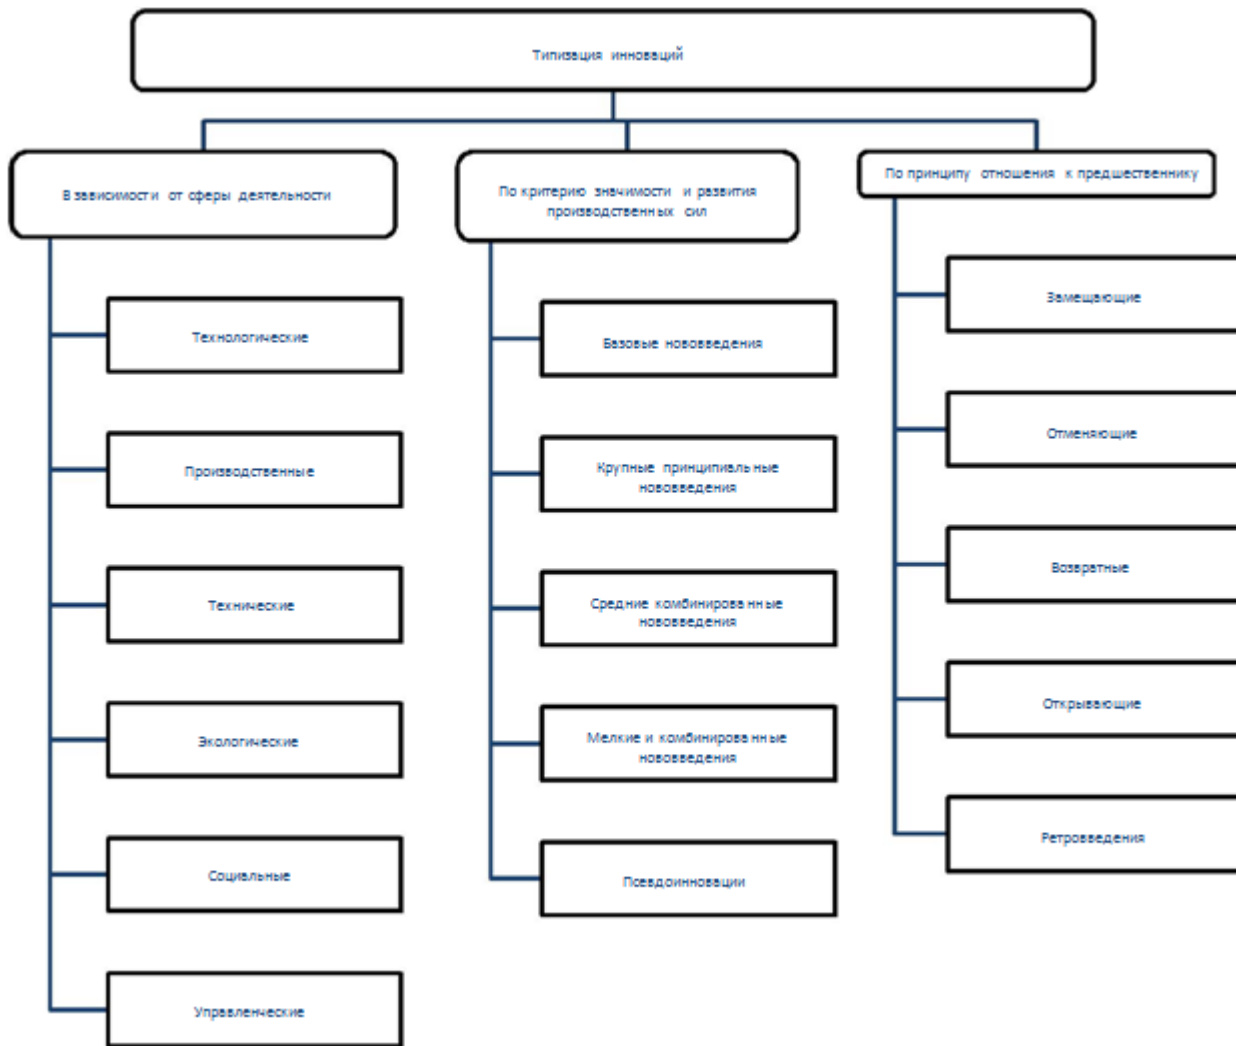 Типизация инноваций
В зависимости от сферы деятельности
Технологические
Производственные
Технические
Экологические
Социальные
Управленческие
По критерию значимости и развития
производственных сил
Базовые нововведения
Крупные принципиальные
нововведения
Средние комбинированные
нововведения
Мелкие и комбинированные
нововведения
Псевдоинновации
По принципу отношения к предшественнику
Замещающие
Отменяющие
Возвратные
Открывающие
Ретровведения